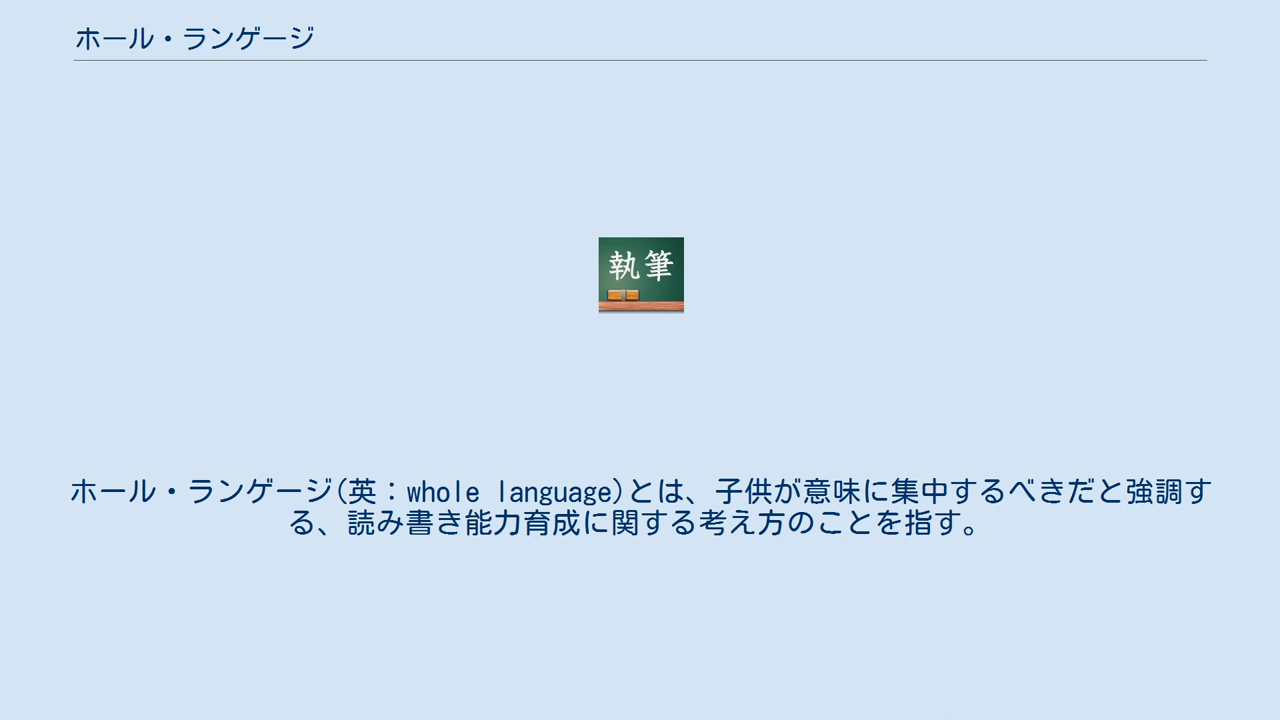 ホール・ランゲージ
執筆
ホール・ランゲージ(英：whole language)とは、子供が意味に集中するべきだと強調す
る、読み書き能力育成に関する考え方のことを指す。